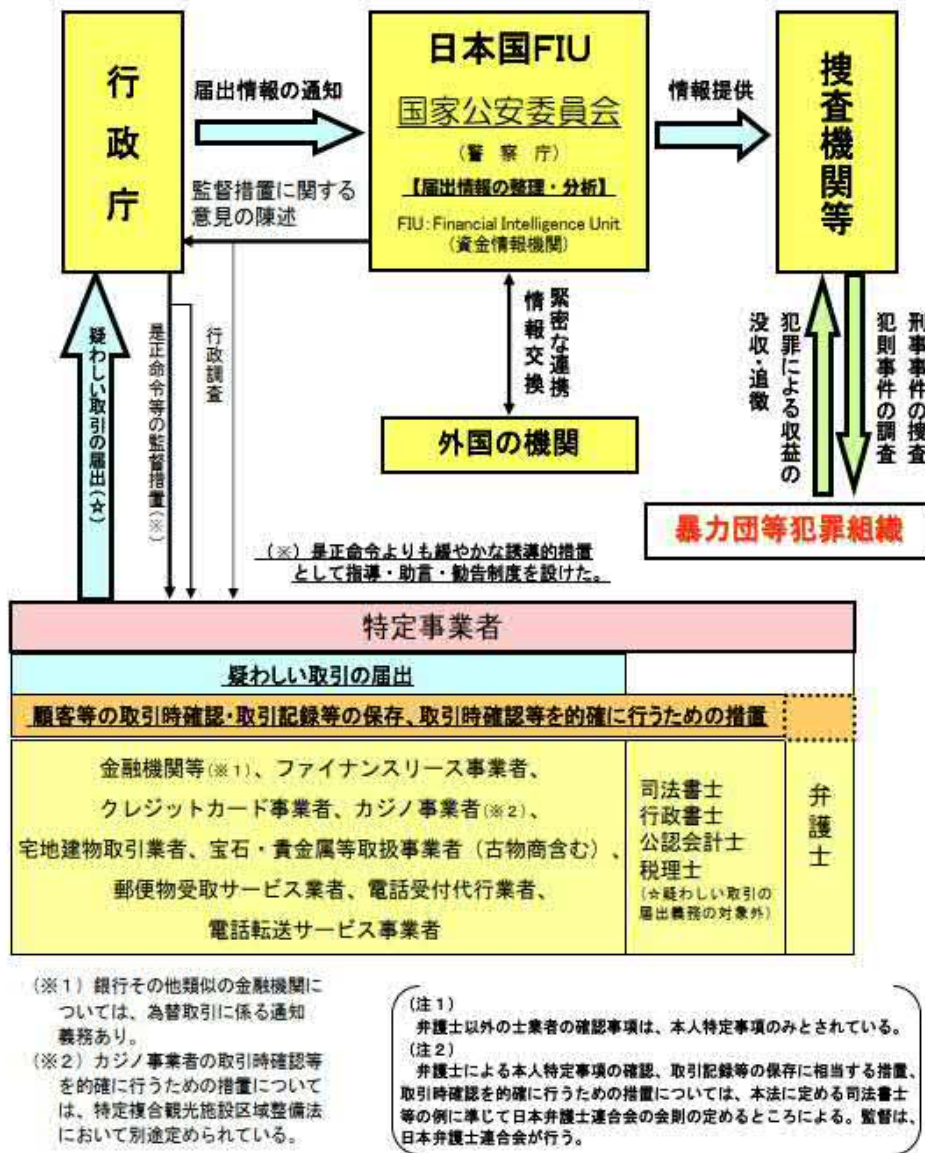 行政庁
届出情報の通知
監督措置に関する
意見の陳述
日本国FIU
国家公安委員会
（警 察 庁）
【届出情報の整理・分析】
FIU：Financial Intelligence Unit
（資金情報機関）
情報提供
捜査機関等
疑わしい取引の届出（☆）
是正命令等の監督措置（※）
行政調査
緊密な連携
情報交換
外国の機関
刑事事件の捜査
犯則事件の調査
犯罪による収益の
没収・追徴
暴力団等犯罪組織
（※）是正命令よりも緩やかな誘導的措置
として指導・助言・勧告制度を設けた。
特定事業者
疑わしい取引の届出
顧客等の取引時確認・取引記録等の保存、取引時確認等を的確に行うための措置
金融機関等（※１）、ファイナンスリース事業者、
クレジットカード事業者、カジノ事業者（※２）、
宅地建物取引業者、宝石・貴金属等取扱事業者（古物商含む）、
郵便物受取サービス業者、電話受付代行業者、
電話転送サービス事業者
司法書士
行政書士
公認会計士
税理士
（☆疑わしい取引の
届出義務の対象外）
弁護士
（※１）銀行その他類似の金融機関に
ついては、為替取引に係る通知
義務あり。
（※２）カジノ事業者の取引時確認等
を的確に行うための措置について
は、特定複合観光施設区域整備法
において別途定められている。
（注１）
弁護士以外の士業者の確認事項は、本人特定事項のみとされている。
（注２）
弁護士による本人特定事項の確認、取引記録等の保存に相当する措置、
取引時確認を的確に行うための措置については、本法に定める司法書士
等の例に準じて日本弁護士連合会の会則の定めるところによる。監督は、
日本弁護士連合会が行う。